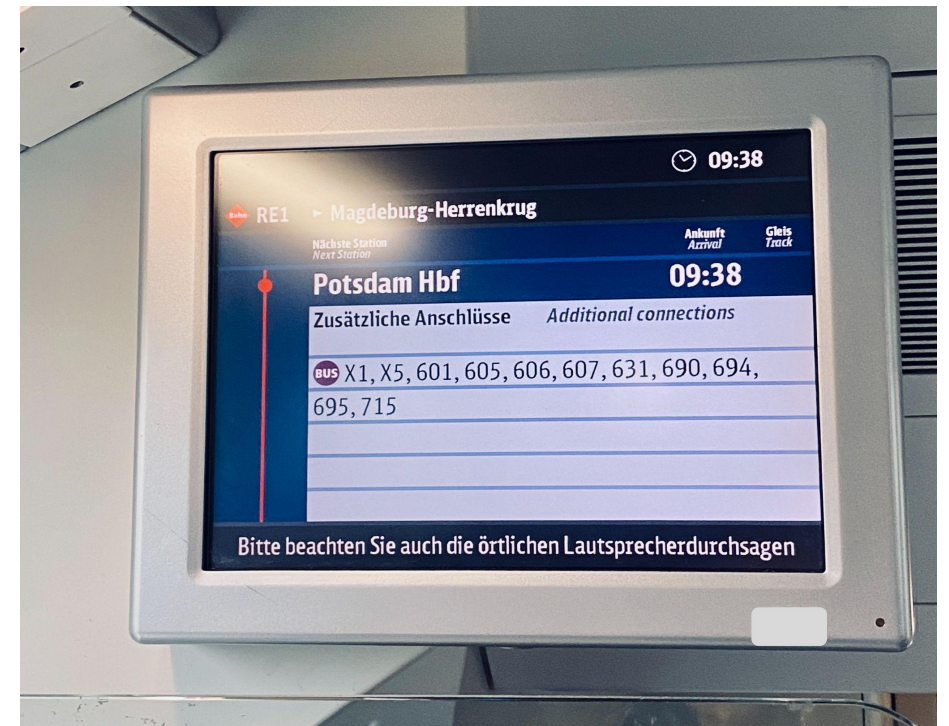 09:38
Bahn RE1 ▸ Magdeburg-Herrenkrug
Nächste Station Ankunft Gleis
Next Station Arrival Track
Potsdam Hbf 09:38
Zusätzliche Anschlüsse Additional connections
BUS X1, X5, 601, 605, 606, 607, 631, 690, 694,
695, 715
Bitte beachten Sie auch die örtlichen Lautsprecherdurchsagen